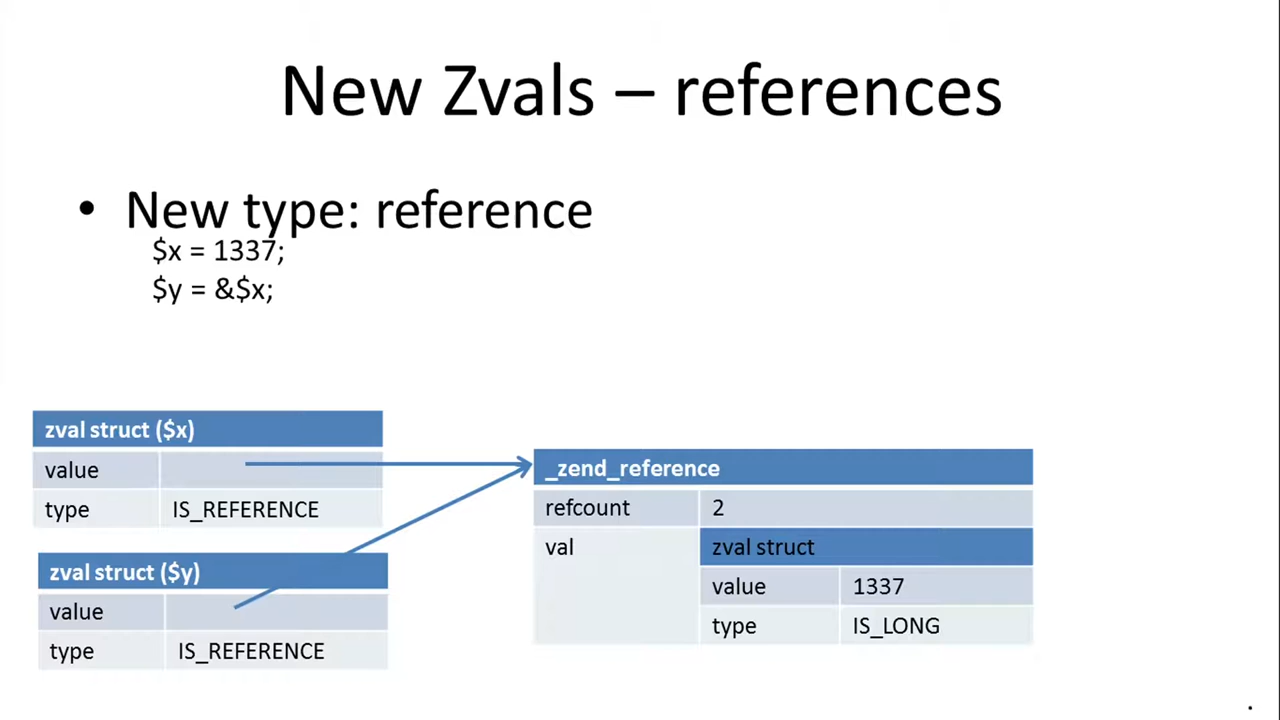 New Zvals – references
• New type: reference
$x = 1337;
$y = &$x;
zval struct ($x)
value
type IS_REFERENCE
zval struct ($y)
value
type IS_REFERENCE
_zend_reference
refcount 2
val zval struct
value 1337
type IS_LONG
.